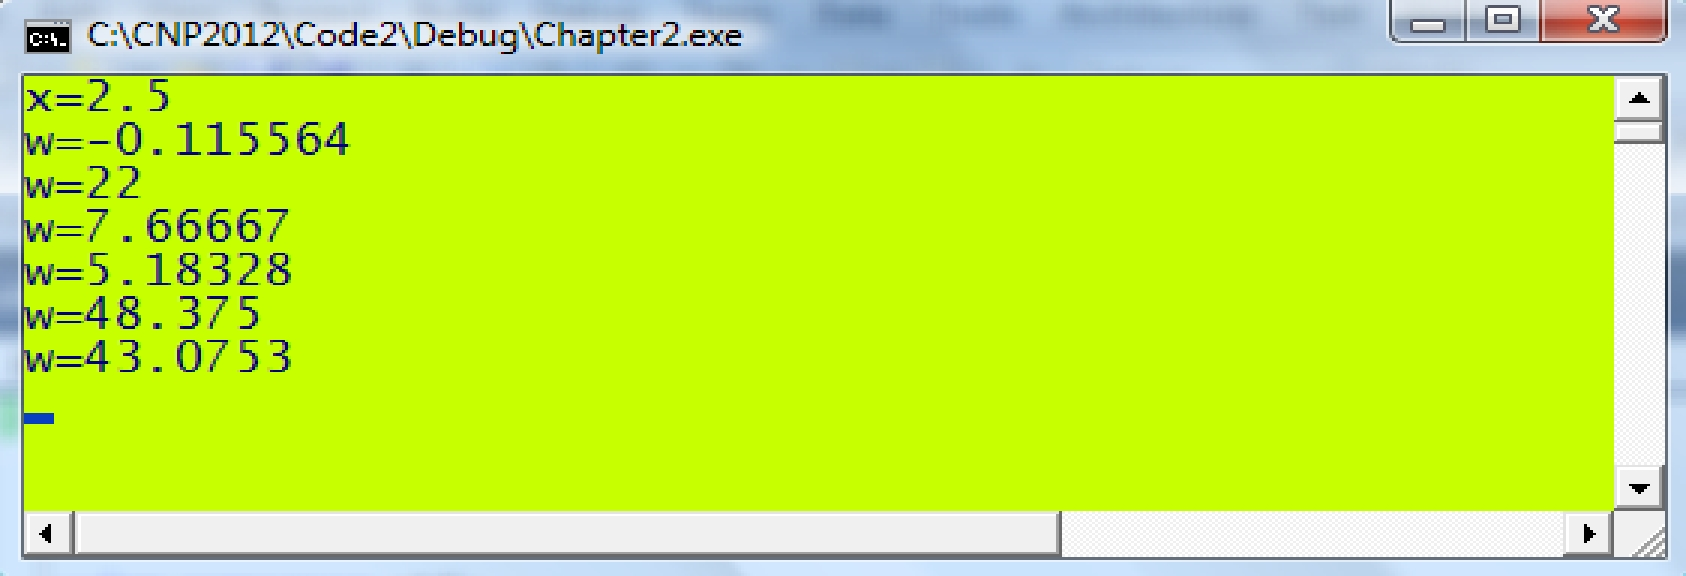 C:\CNP2012\Code2\Debug\Chapter2.exe
x=2.5
w=-0.115564
w=22
w=7.66667
w=5.18328
w=48.375
w=43.0753